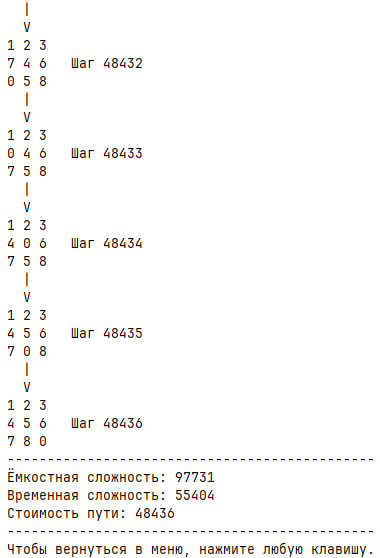 |
V
1 2 3
7 4 6   Шаг 48432
0 5 8
|
V
1 2 3
0 4 6   Шаг 48433
7 5 8
|
V
1 2 3
4 0 6   Шаг 48434
7 5 8
|
V
1 2 3
4 5 6   Шаг 48435
7 0 8
|
V
1 2 3
4 5 6   Шаг 48436
7 8 0
----------------------------------------------
Ёмкостная сложность: 97731
Временная сложность: 55404
Стоимость пути: 48436
----------------------------------------------
Чтобы вернуться в меню, нажмите любую клавишу.